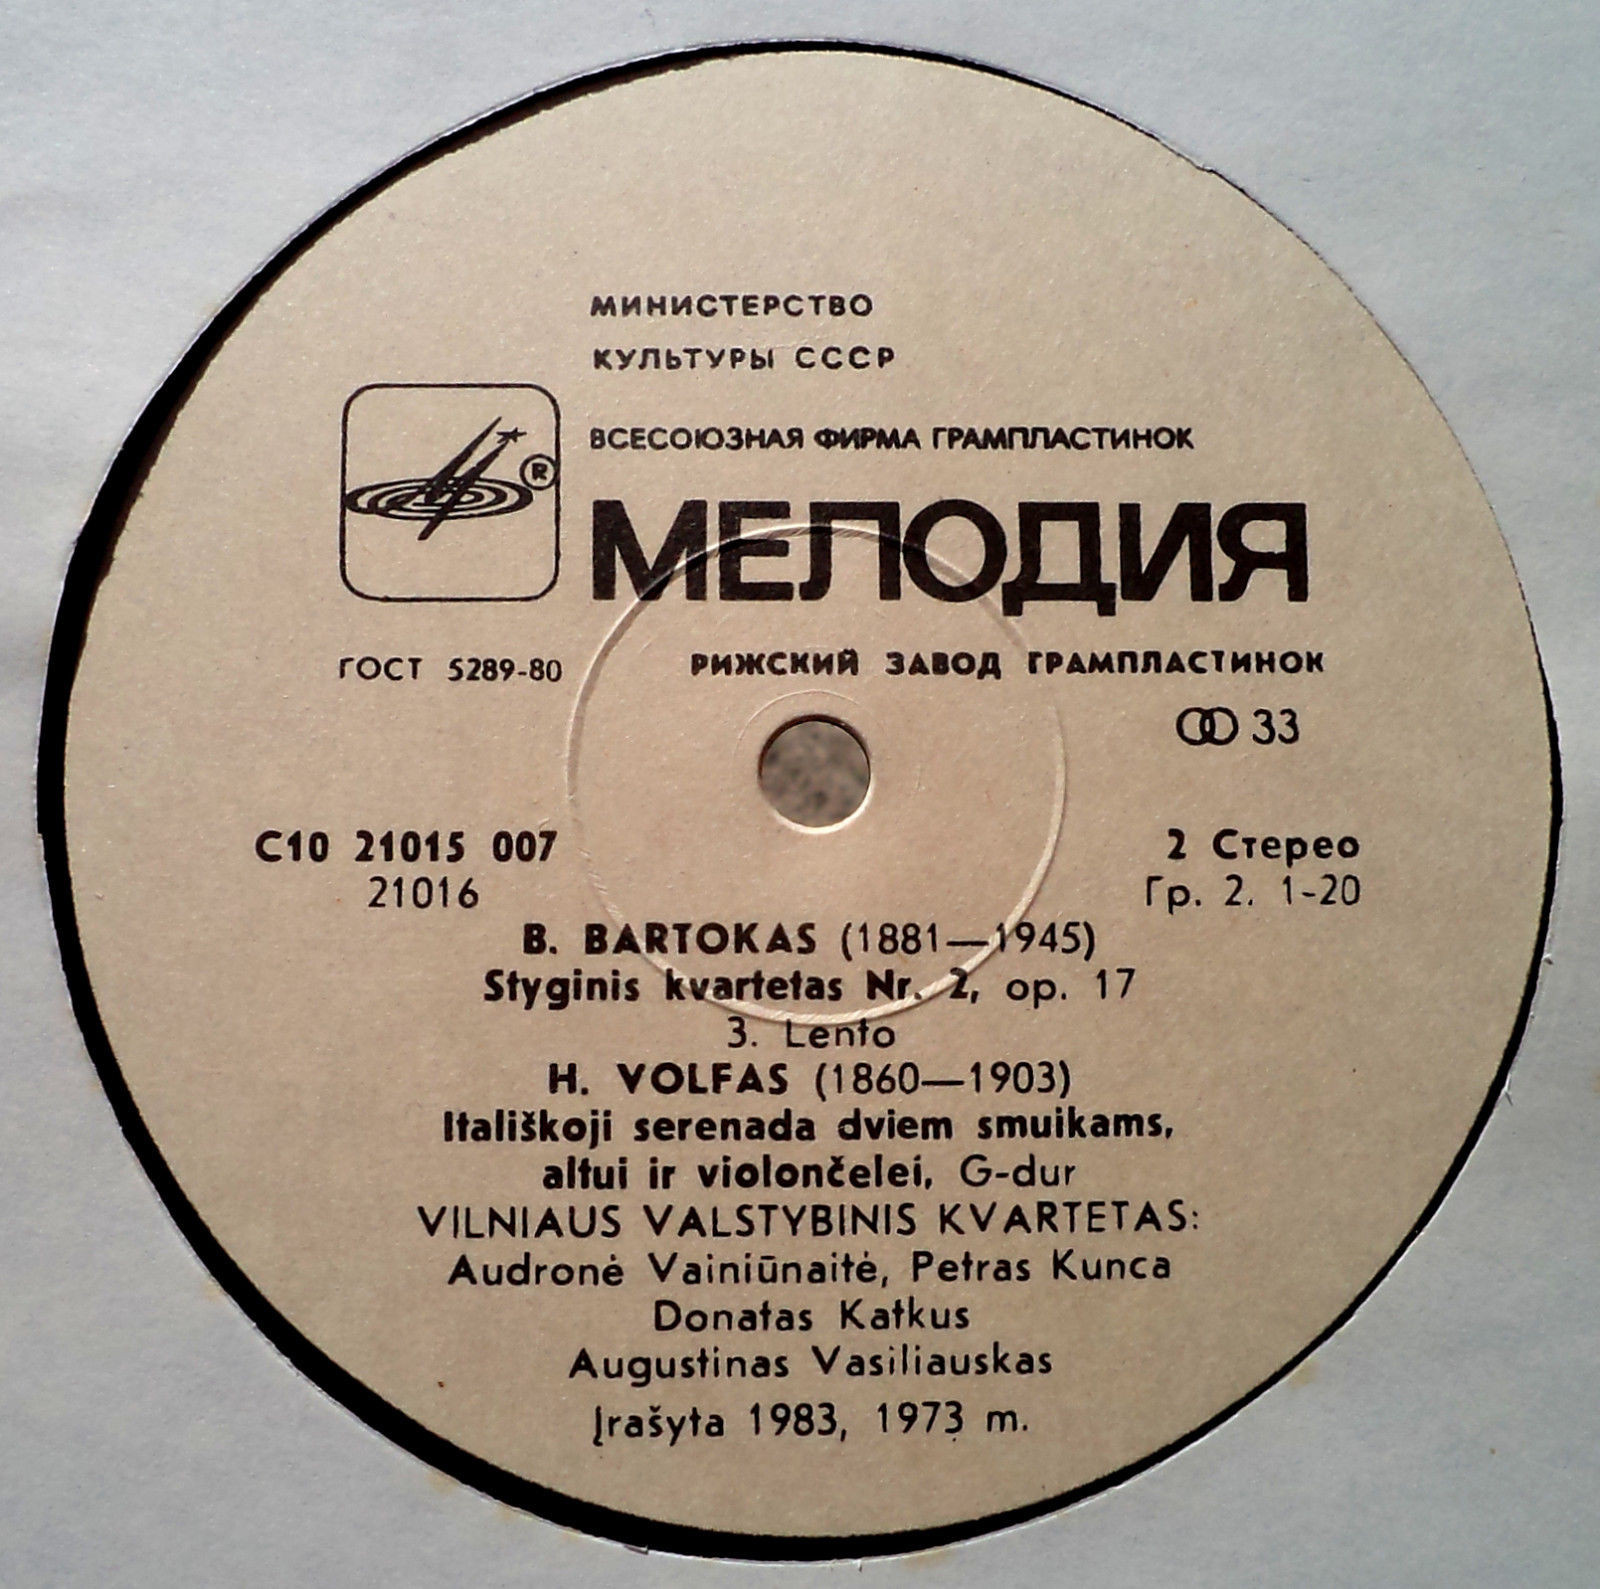 МИНИСТЕРСТВО
КУЛЬТУРЫ СССР
ВСЕСОЮЗНАЯ ФИРМА ГРАМПЛАСТИНОК
®
МЕЛОДИЯ
ГОСТ 5289-80
РИЖСКИЙ ЗАВОД ГРАМПЛАСТИНОК
33
С10 21015 007
21016
2 Стерео
Гр. 2. 1-20
B. BARTOKAS (1881—1945)
Styginis kvartetas Nr. 2, op. 17
3. Lento
H. VOLFAS (1860—1903)
Itališkoji serenada dviem smuikams,
altui ir violončelei, G-dur
VILNIAUS VALSTYBINIS KVARTETAS:
Audronė Vainiūnaitė, Petras Kunca
Donatas Katkus
Augustinas Vasiliauskas
Įrašyta 1983, 1973 m.